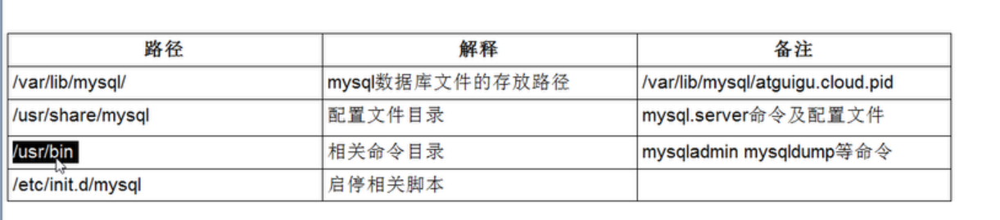 路径 解释 备注
/var/lib/mysql/ mysql数据库文件的存放路径 /var/lib/mysql/atguigu.cloud.pid
/usr/share/mysql 配置文件目录 mysql.server命令及配置文件
/usr/bin 相关命令目录 mysqladmin mysqldump等命令
/etc/init.d/mysql 启停相关脚本